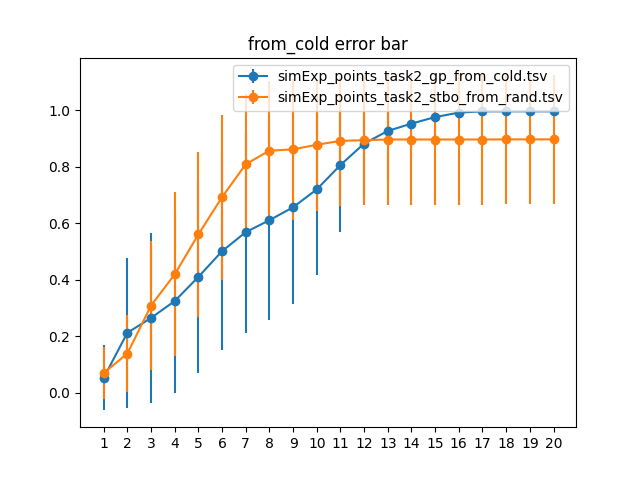 from_cold error bar
simExp_points_task2_gp_from_cold.tsv
simExp_points_task2_stbo_from_rand.tsv
1.0
0.8
0.6
0.4
0.2
0.0
1 2 3 4 5 6 7 8 9 10 11 12 13 14 15 16 17 18 19 20